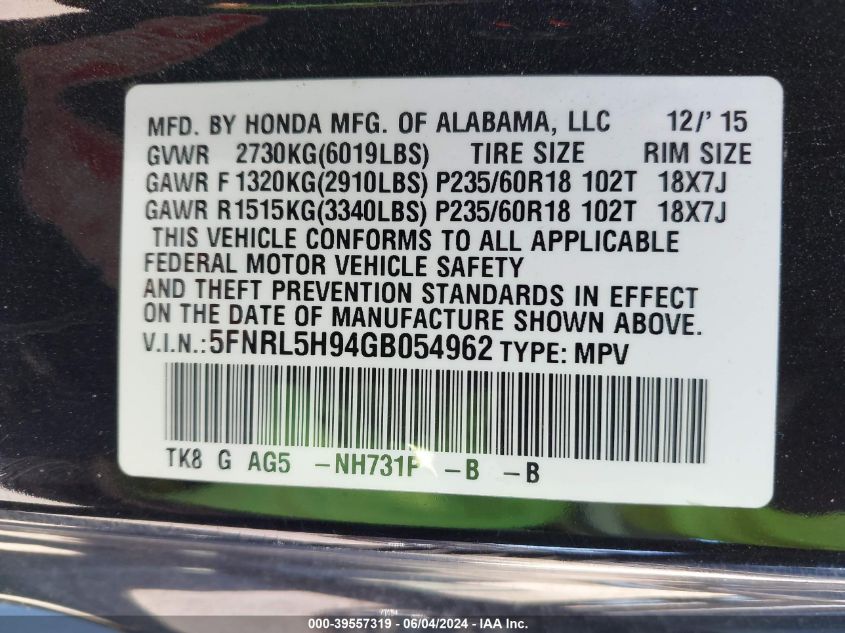 MFD. BY HONDA MFG. OF ALABAMA, LLC 12/' 15
GVWR 2730KG(6019LBS) TIRE SIZE RIM SIZE
GAWR F 1320KG(2910LBS) P235/60R18 102T 18X7J
GAWR R1515KG(3340LBS) P235/60R18 102T 18X7J
THIS VEHICLE CONFORMS TO ALL APPLICABLE
FEDERAL MOTOR VEHICLE SAFETY
AND THEFT PREVENTION STANDARDS IN EFFECT
ON THE DATE OF MANUFACTURE SHOWN ABOVE.
V.I.N.:5FNRL5H94GB054962 TYPE: MPV
TK8 G AG5 -NH731P -B -B
000-39557319 - 06/04/2024 - IAA Inc.